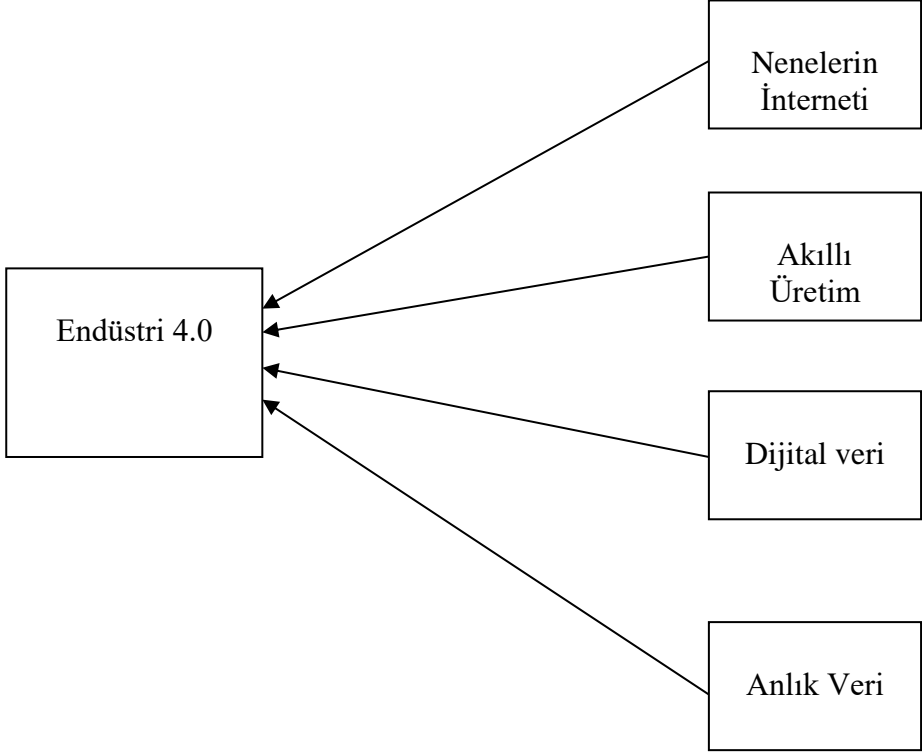 Nenelerin
İnterneti
Akıllı
Üretim
Endüstri 4.0
Dijital veri
Anlık Veri